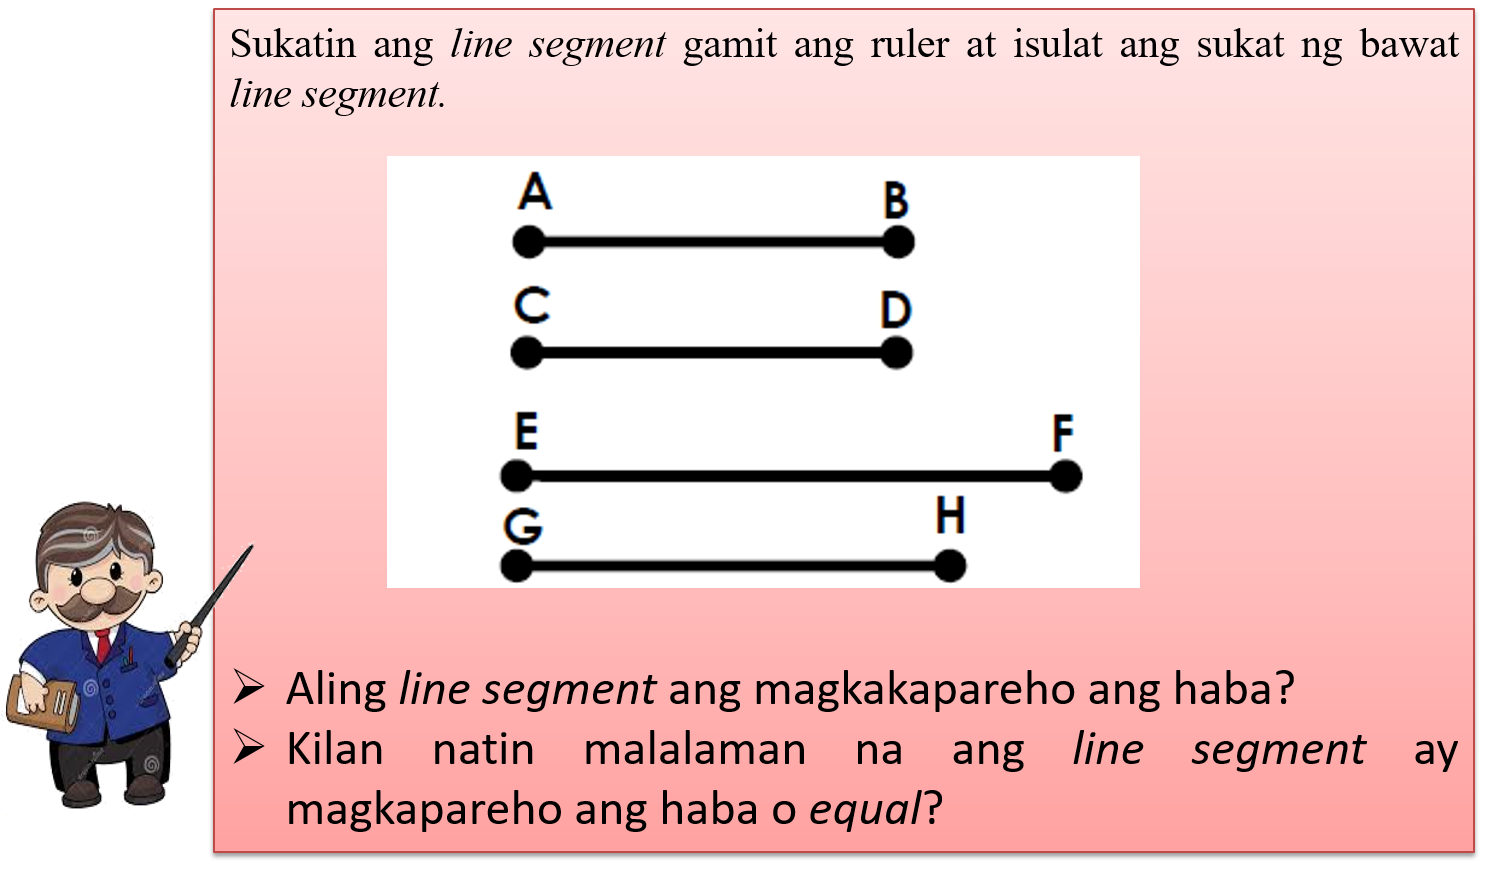 Sukatin ang line segment gamit ang ruler at isulat ang sukat ng bawat
line segment.
A
B
C
D
E
F
G
H
➢ Aling line segment ang magkakapareho ang haba?
➢ Kilan natin malalaman na ang line segment ay
magkapareho ang haba o equal?